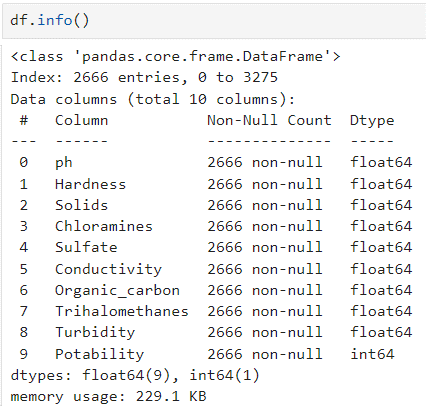 df.info()
<class 'pandas.core.frame.DataFrame'>
Index: 2666 entries, 0 to 3275
Data columns (total 10 columns):
 #   Column           Non-Null Count  Dtype
---  ------           --------------  -----
 0   ph               2666 non-null   float64
 1   Hardness         2666 non-null   float64
 2   Solids           2666 non-null   float64
 3   Chloramines      2666 non-null   float64
 4   Sulfate          2666 non-null   float64
 5   Conductivity     2666 non-null   float64
 6   Organic_carbon   2666 non-null   float64
 7   Trihalomethanes  2666 non-null   float64
 8   Turbidity        2666 non-null   float64
 9   Potability       2666 non-null   int64
dtypes: float64(9), int64(1)
memory usage: 229.1 KB